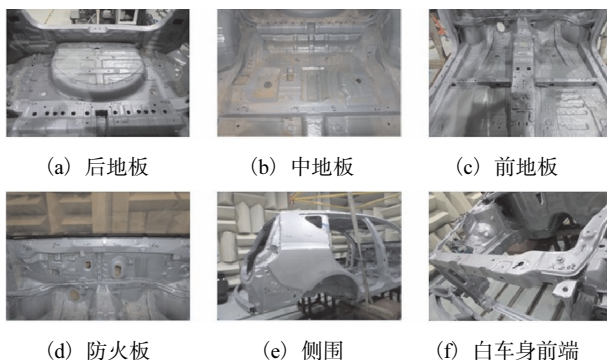 (a) 后地板 (b) 中地板 (c) 前地板
(d) 防火板 (e) 侧围 (f) 白车身前端